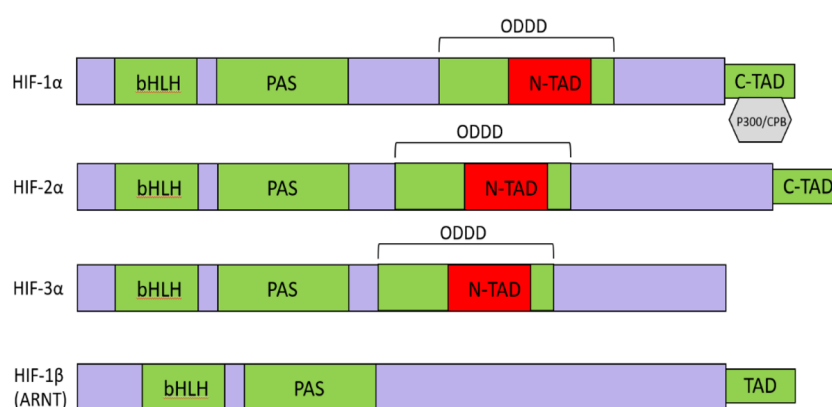 ODDD
HIF-1α bHLH PAS N-TAD C-TAD
P300/CPB
ODDD
HIF-2α bHLH PAS N-TAD C-TAD
ODDD
HIF-3α bHLH PAS N-TAD
HIF-1β
(ARNT) bHLH PAS TAD